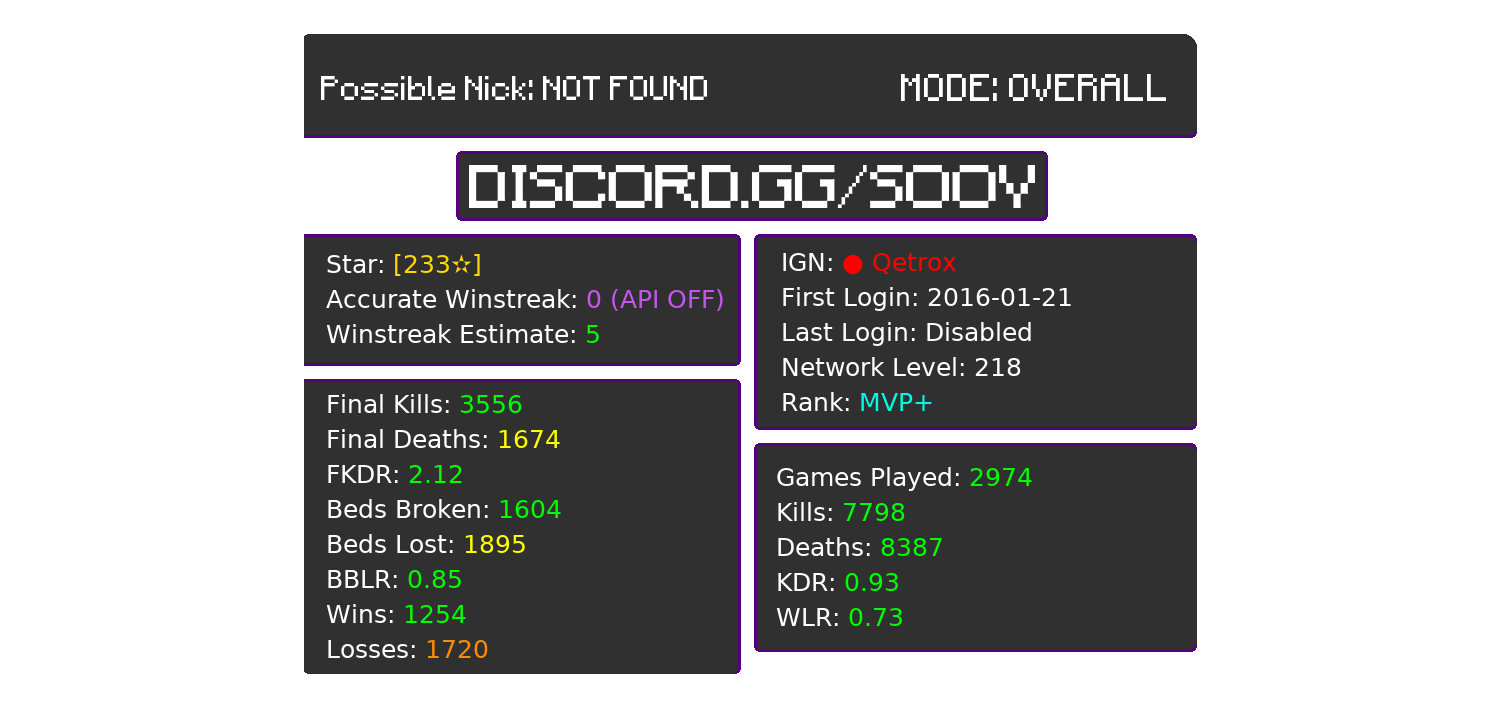 Possible Nick: NOT FOUND
MODE: OVERALL
DISCORD.GG/SOOV
Star: [233✫]
Accurate Winstreak: 0 (API OFF)
Winstreak Estimate: 5
IGN: ● Qetrox
First Login: 2016-01-21
Last Login: Disabled
Network Level: 218
Rank: MVP+
Final Kills: 3556
Final Deaths: 1674
FKDR: 2.12
Beds Broken: 1604
Beds Lost: 1895
BBLR: 0.85
Wins: 1254
Losses: 1720
Games Played: 2974
Kills: 7798
Deaths: 8387
KDR: 0.93
WLR: 0.73